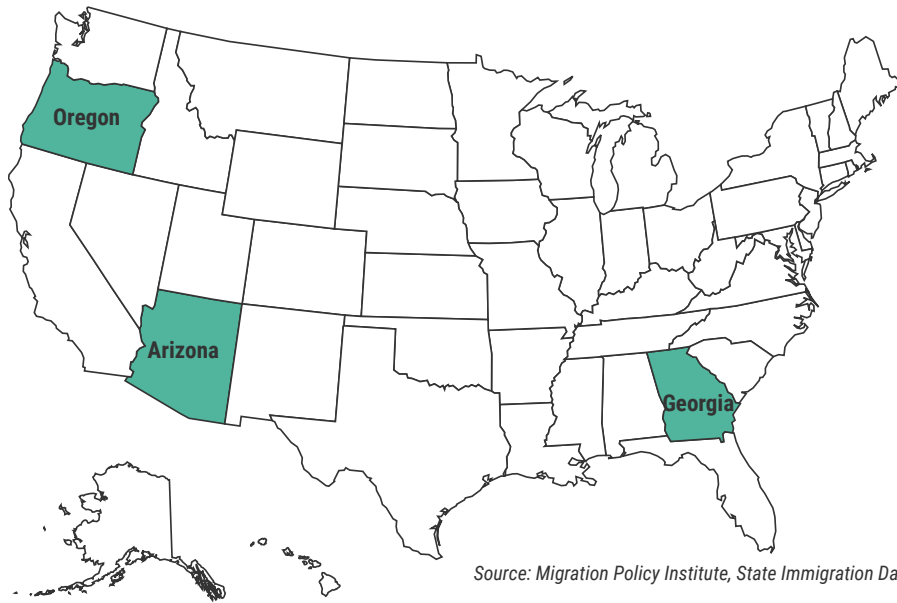 Oregon
Arizona
Georgia
Source: Migration Policy Institute, State Immigration Da